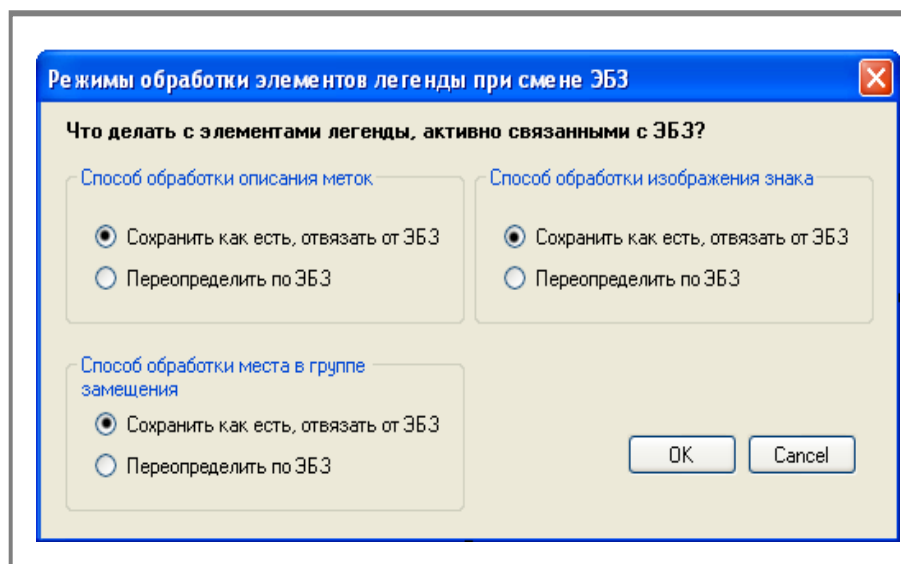 Режимы обработки элементов легенды при смене ЭБЗ
Что делать с элементами легенды, активно связанными с ЭБЗ?
Способ обработки описания меток
Сохранить как есть, отвязать от ЭБЗ
Переопределить по ЭБЗ
Способ обработки изображения знака
Сохранить как есть, отвязать от ЭБЗ
Переопределить по ЭБЗ
Способ обработки места в группе
замещения
Сохранить как есть, отвязать от ЭБЗ
Переопределить по ЭБЗ
OK
Cancel